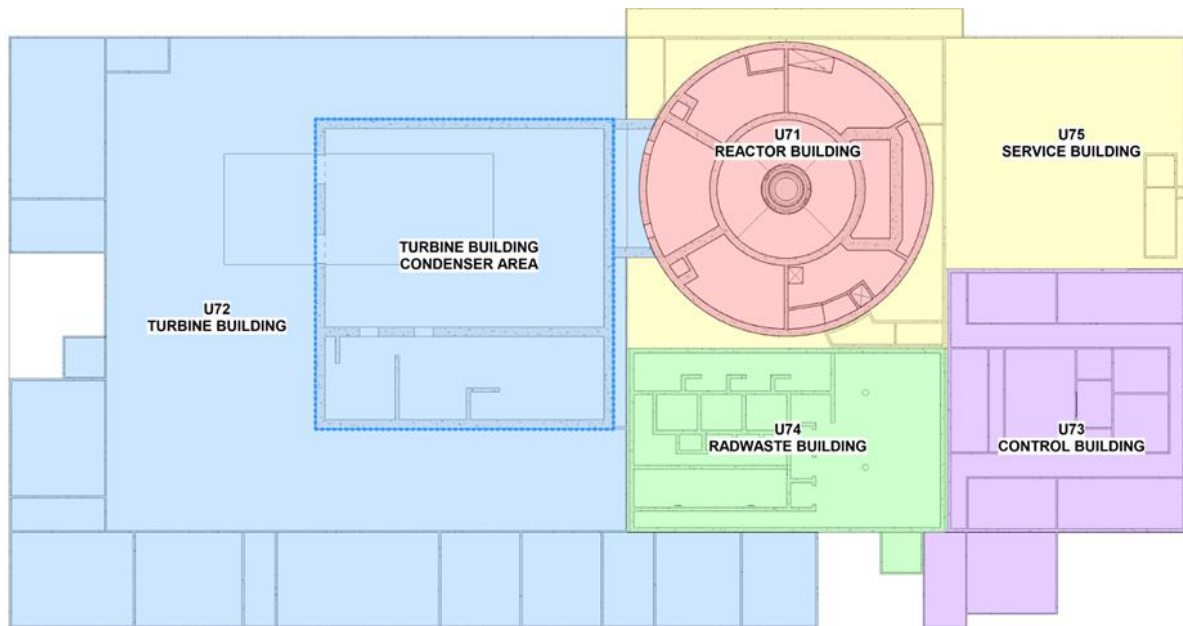 U71
REACTOR BUILDING
U75
SERVICE BUILDING
TURBINE BUILDING
CONDENSER AREA
U72
TURBINE BUILDING
U74
RADWASTE BUILDING
U73
CONTROL BUILDING